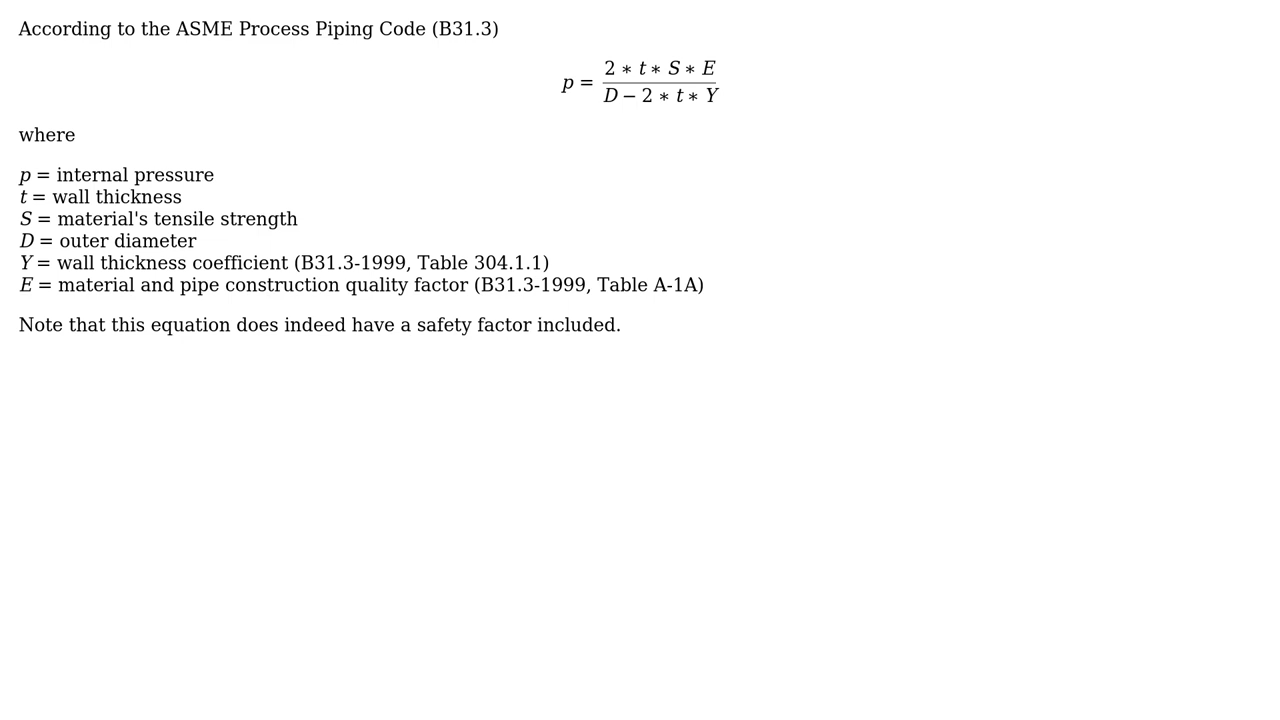 According to the ASME Process Piping Code (B31.3)
p = \frac{2 * t * S * E}{D − 2 * t * Y}
where
p = internal pressure
t = wall thickness
S = material's tensile strength
D = outer diameter
Y = wall thickness coefficient (B31.3-1999, Table 304.1.1)
E = material and pipe construction quality factor (B31.3-1999, Table A-1A)
Note that this equation does indeed have a safety factor included.